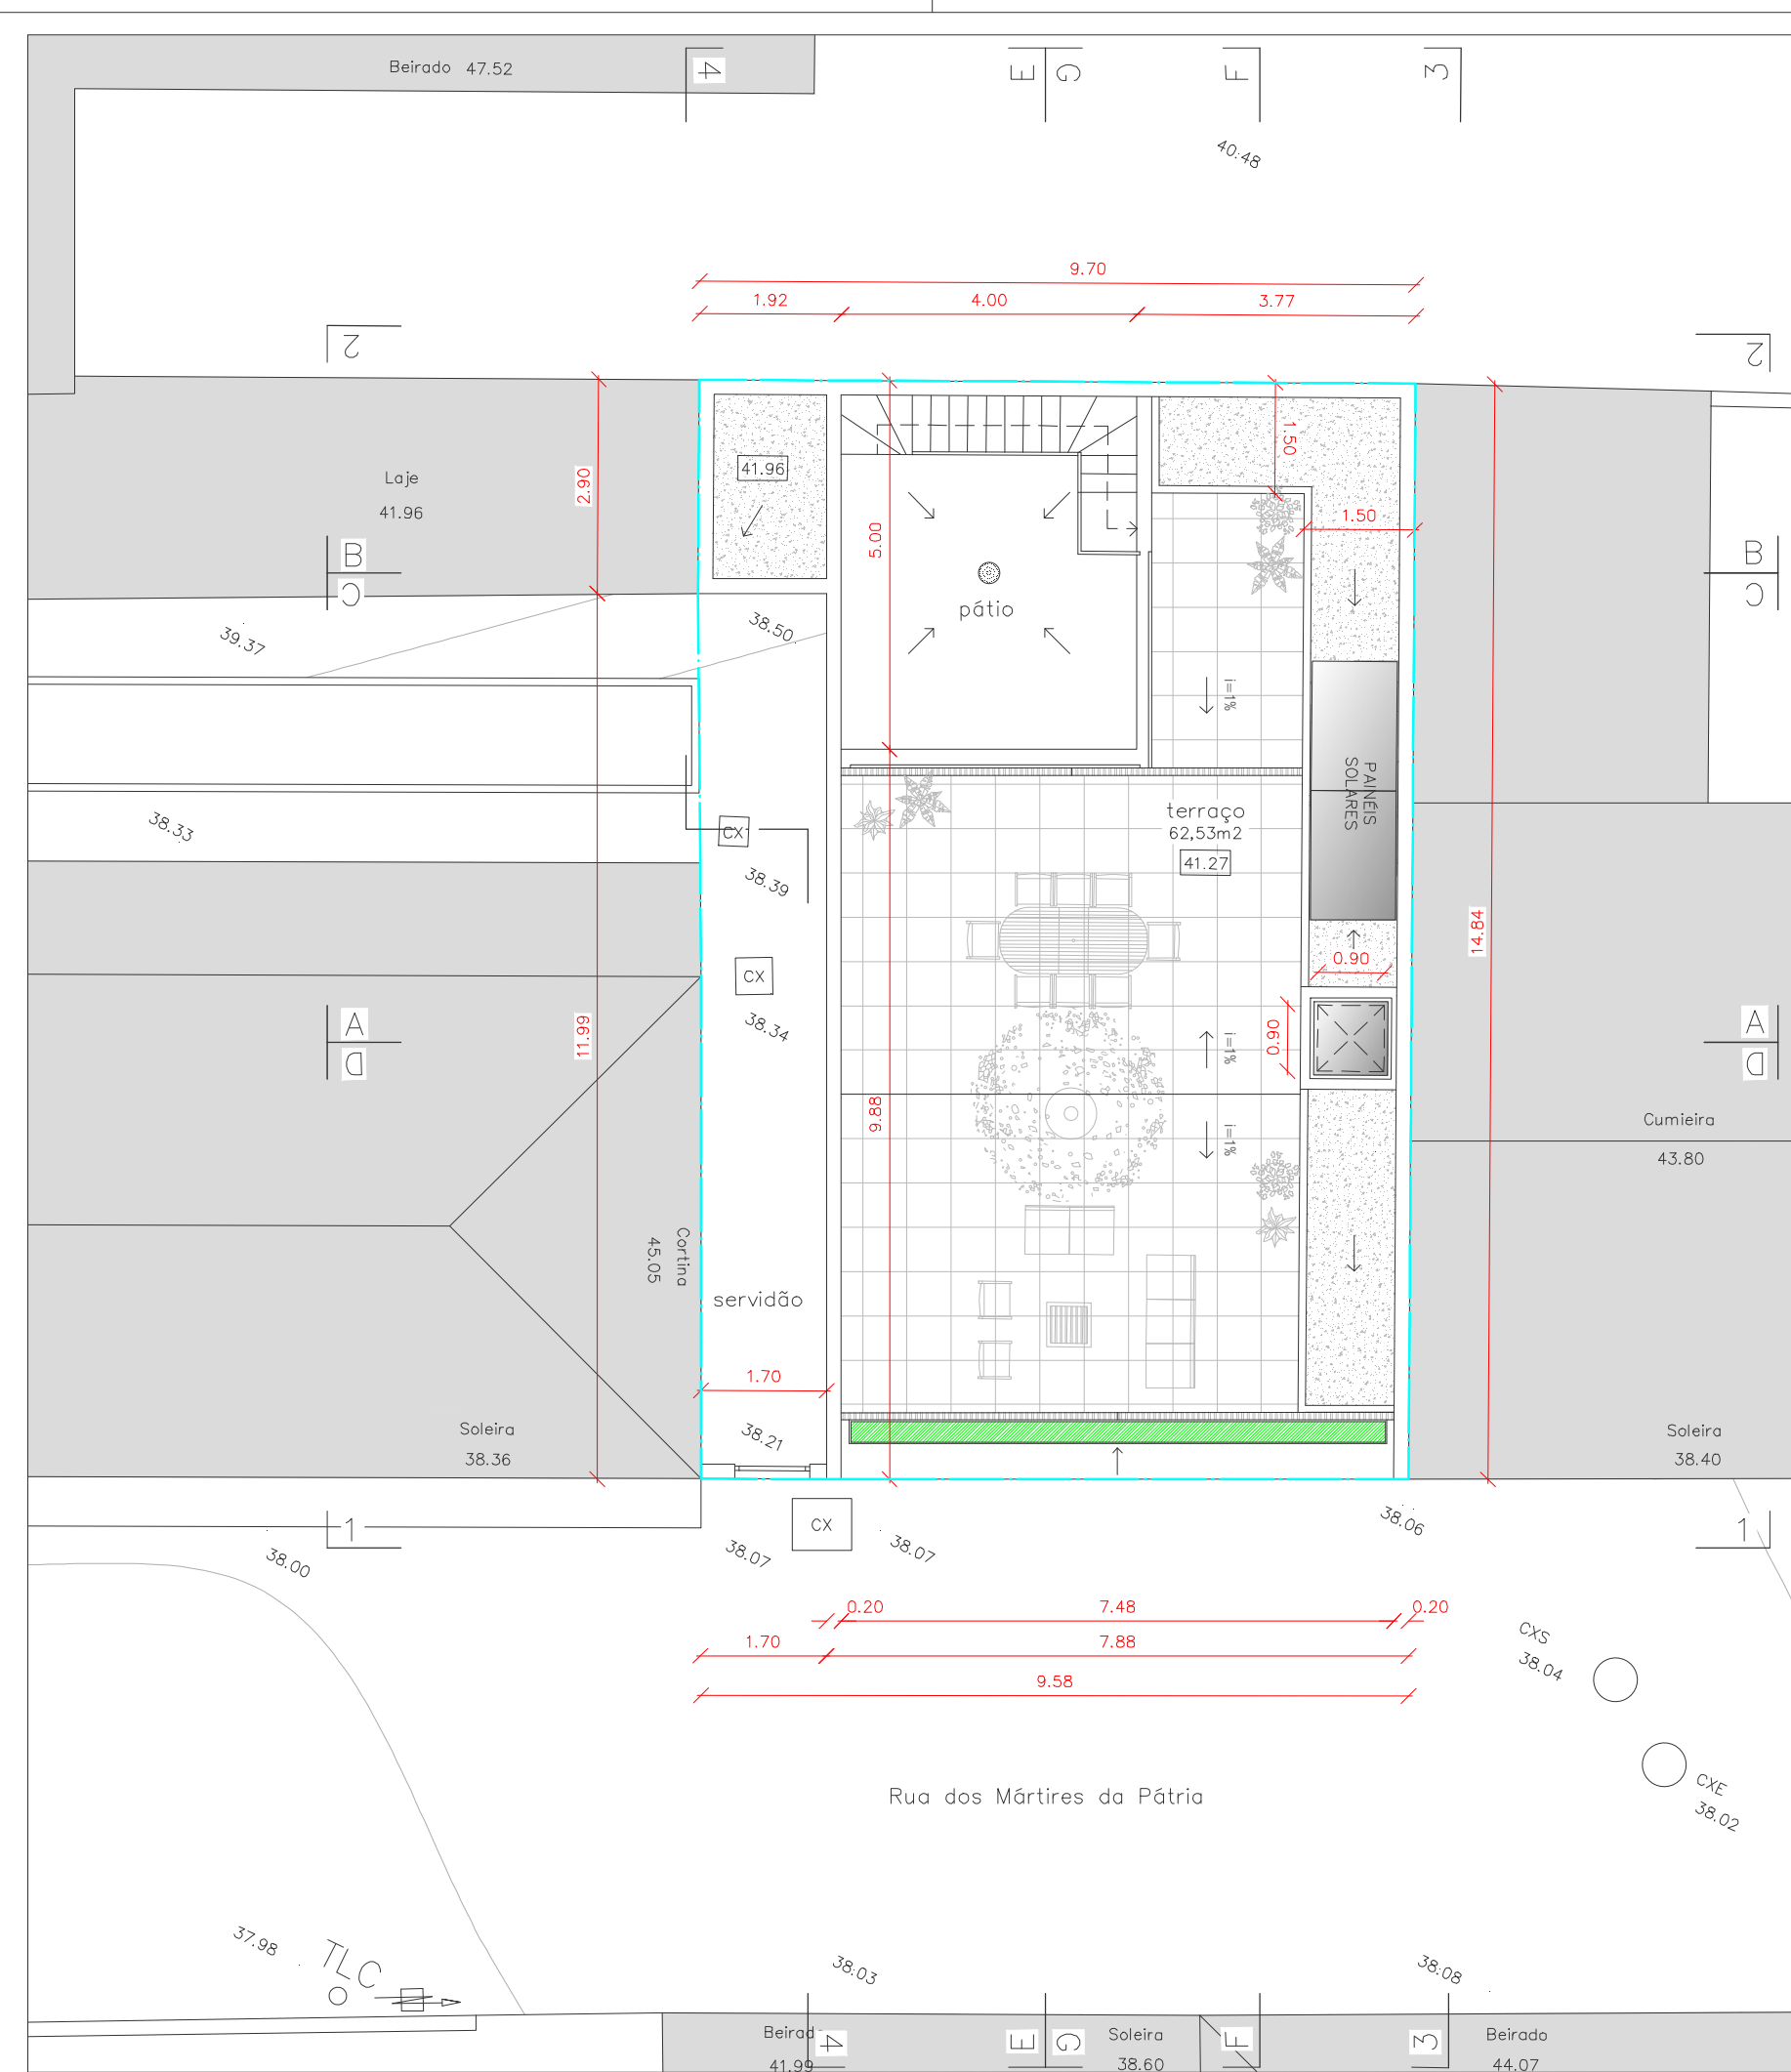 Beirado 47.52
4
E
G
F
3
40.48
9.70
1.92
4.00
3.77
2
2
41.96
1.50
Laje
41.96
2.90
1.50
5.00
B
C
B
C
pátio
39.37
38.50
i=1%
PAINÉIS
SOLARES
terraço
62,53m2
41.27
38.33
CX
38.39
14.84
0.90
CX
38.34
A
D
11.99
0.90
i=1%
A
D
9.88
i=1%
Cumieira
43.80
Cortina
45.05
servidão
1.70
Soleira
38.36
38.21
Soleira
38.40
1
CX
38.06
1
38.00
38.07
38.07
0.20
7.48
0.20
1.70
7.88
CXS
38.04
9.58
Rua dos Mártires da Pátria
CXE
38.02
37.98
TLC
38.03
38.08
Beirad
41.99
4
E
G
Soleira
38.60
F
3
Beirado
44.07